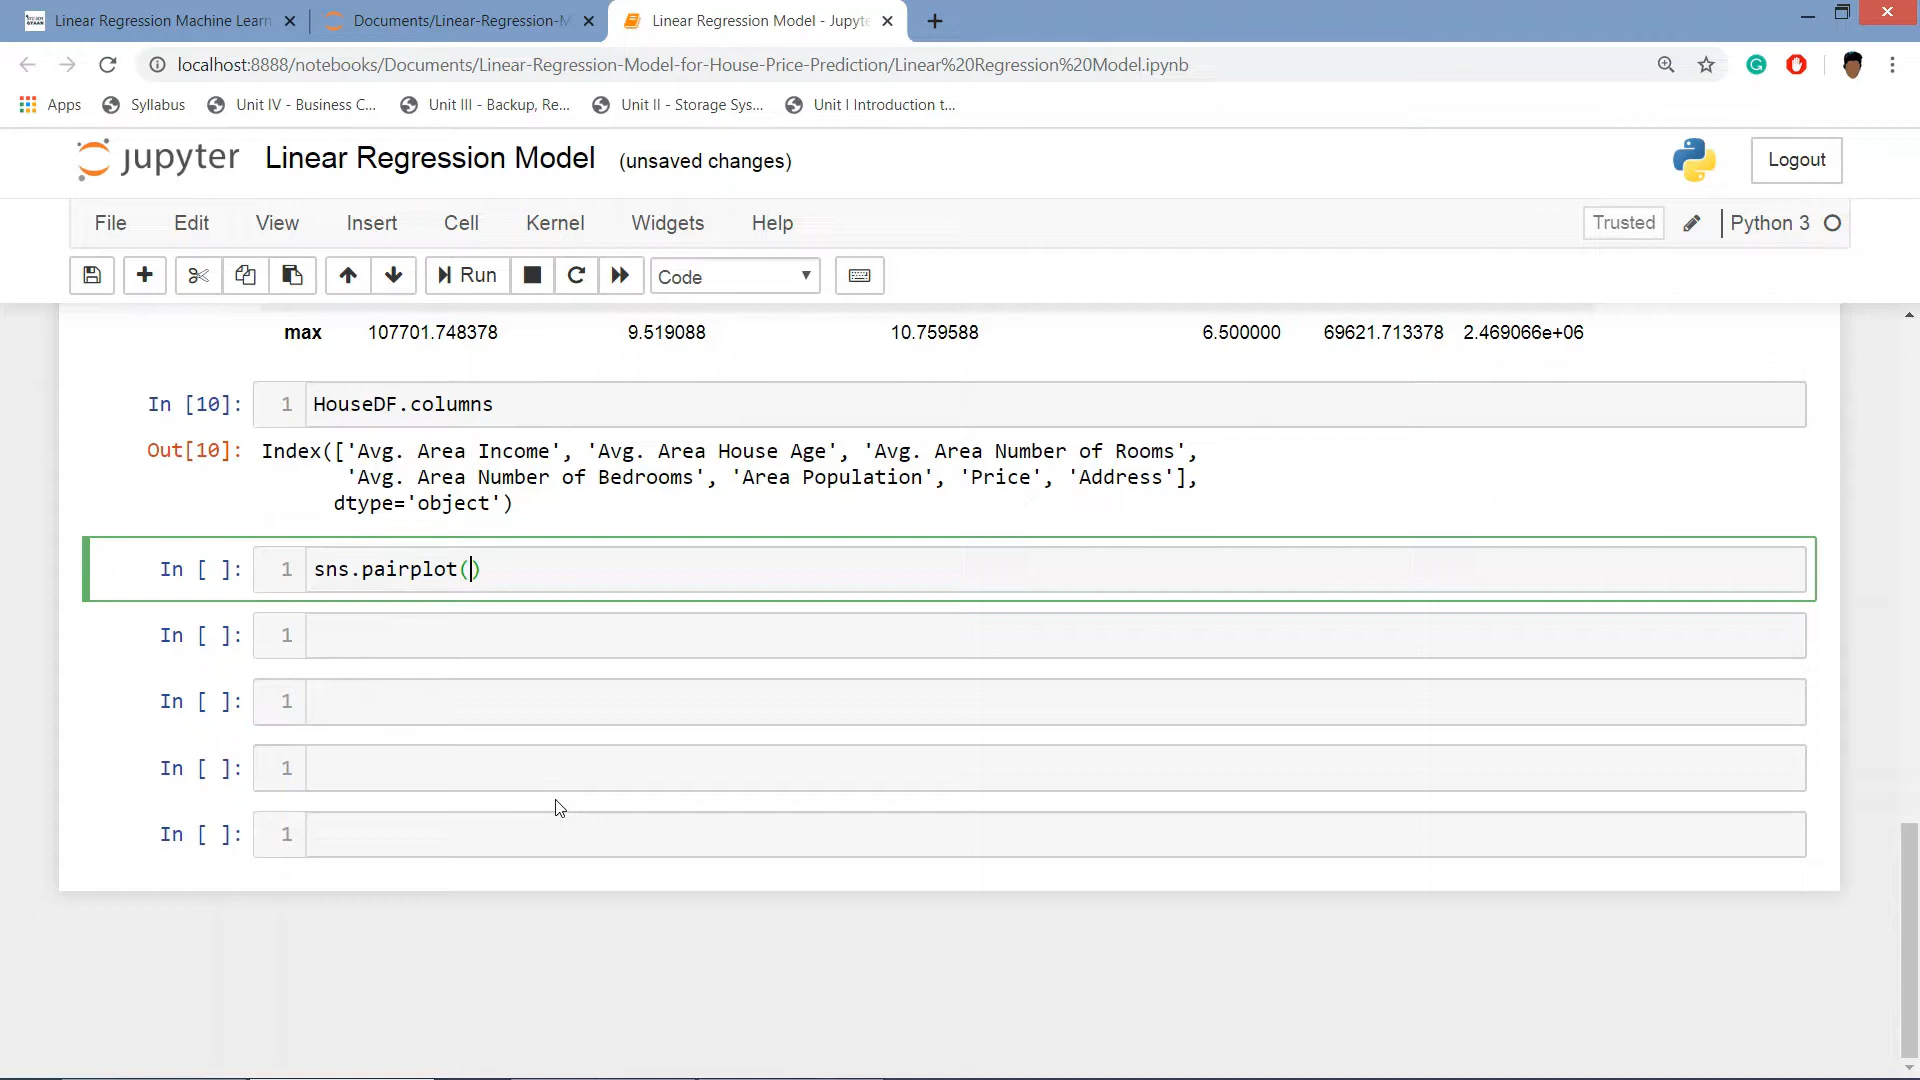 Linear Regression Machine Learn
Documents/Linear-Regression-M
Linear Regression Model - Jupyte
localhost:8888/notebooks/Documents/Linear-Regression-Model-for-House-Price-Prediction/Linear%20Regression%20Model.ipynb
Apps
Syllabus
Unit IV - Business C...
Unit III - Backup, Re...
Unit II - Storage Sys...
Unit I Introduction t...
jupyter
Linear Regression Model
(unsaved changes)
Logout
File
Edit
View
Insert
Cell
Kernel
Widgets
Help
Trusted
Python 3
Run
Code
max 107701.748378 9.519088 10.759588 6.500000 69621.713378 2.469066e+06
In [10]: 1 HouseDF.columns
Out[10]: Index(['Avg. Area Income', 'Avg. Area House Age', 'Avg. Area Number of Rooms',
'Avg. Area Number of Bedrooms', 'Area Population', 'Price', 'Address'],
dtype='object')
In [ ]: 1 sns.pairplot()
In [ ]: 1
In [ ]: 1
In [ ]: 1
In [ ]: 1